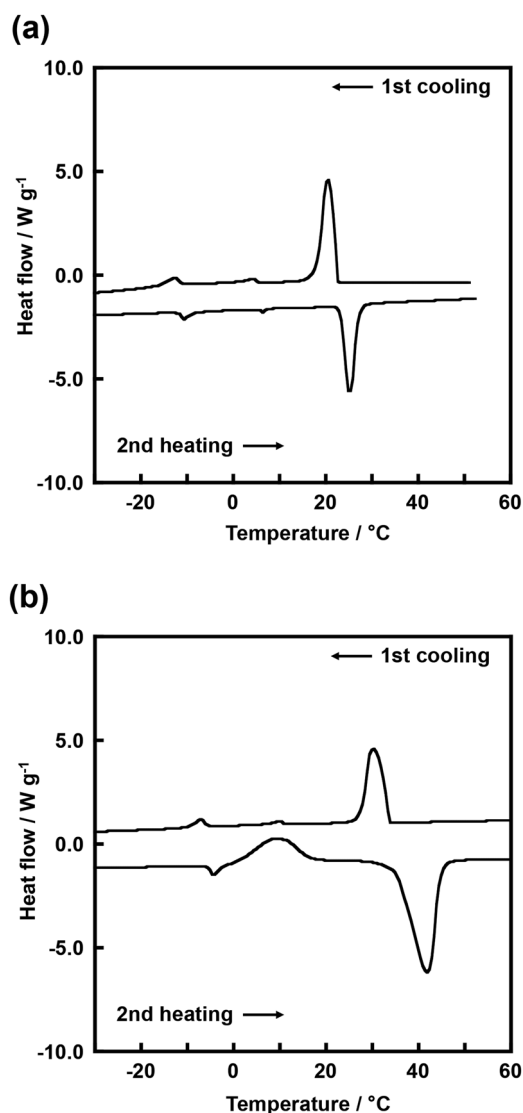 (a)
10.0
1st cooling
5.0
0.0
Heat flow / W g⁻¹
-5.0
2nd heating
-10.0
-20 0 20 40 60
Temperature / °C
(b)
10.0
1st cooling
5.0
0.0
Heat flow / W g⁻¹
-5.0
2nd heating
-10.0
-20 0 20 40 60
Temperature / °C